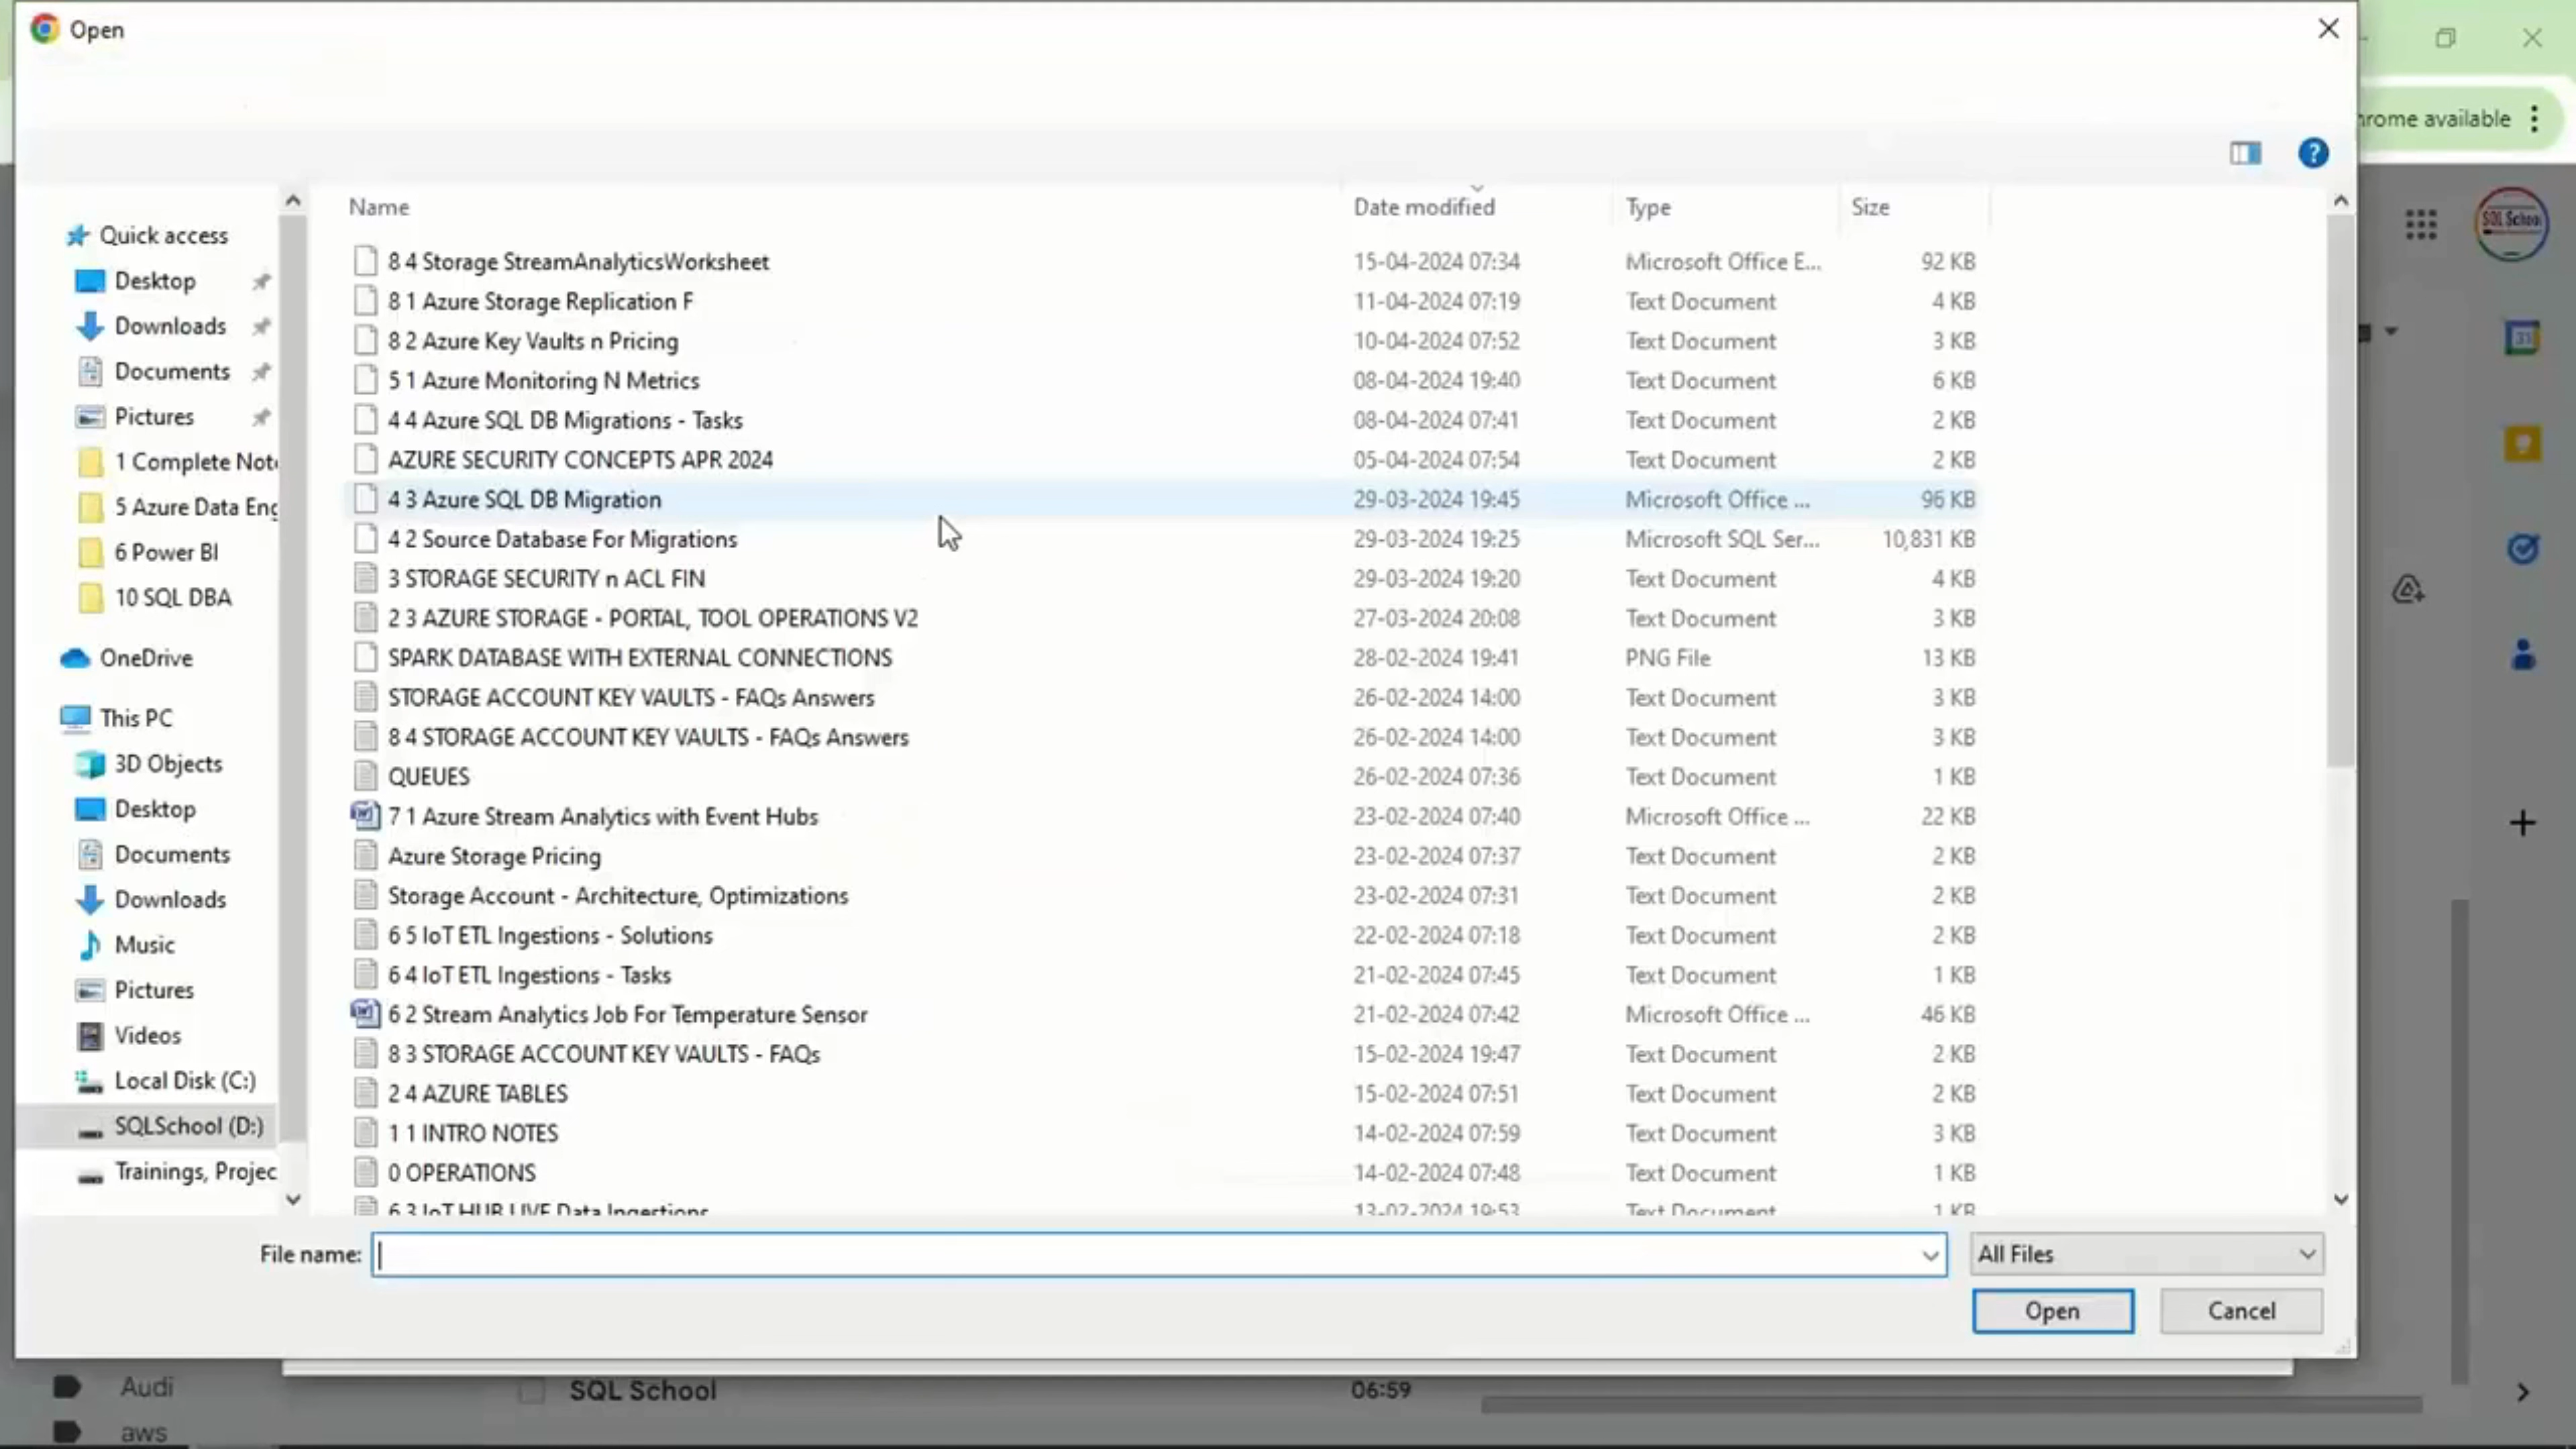 Open
hrome available
Name Date modified Type Size
SQL School
Quick access
Desktop
Downloads
Documents
Pictures
1 Complete Not
5 Azure Data Eng
6 Power BI
10 SQL DBA
OneDrive
This PC
3D Objects
Desktop
Documents
Downloads
Music
Pictures
Videos
Local Disk (C:)
SQLSchool (D:)
Trainings, Projec
8 4 Storage StreamAnalyticsWorksheet 15-04-2024 07:34 Microsoft Office E... 92 KB
8 1 Azure Storage Replication F 11-04-2024 07:19 Text Document 4 KB
8 2 Azure Key Vaults n Pricing 10-04-2024 07:52 Text Document 3 KB
5 1 Azure Monitoring N Metrics 08-04-2024 19:40 Text Document 6 KB
4 4 Azure SQL DB Migrations - Tasks 08-04-2024 07:41 Text Document 2 KB
AZURE SECURITY CONCEPTS APR 2024 05-04-2024 07:54 Text Document 2 KB
4 3 Azure SQL DB Migration 29-03-2024 19:45 Microsoft Office ... 96 KB
4 2 Source Database For Migrations 29-03-2024 19:25 Microsoft SQL Ser... 10,831 KB
3 STORAGE SECURITY n ACL FIN 29-03-2024 19:20 Text Document 4 KB
2 3 AZURE STORAGE - PORTAL, TOOL OPERATIONS V2 27-03-2024 20:08 Text Document 3 KB
SPARK DATABASE WITH EXTERNAL CONNECTIONS 28-02-2024 19:41 PNG File 13 KB
STORAGE ACCOUNT KEY VAULTS - FAQs Answers 26-02-2024 14:00 Text Document 3 KB
8 4 STORAGE ACCOUNT KEY VAULTS - FAQs Answers 26-02-2024 14:00 Text Document 3 KB
QUEUES 26-02-2024 07:36 Text Document 1 KB
7 1 Azure Stream Analytics with Event Hubs 23-02-2024 07:40 Microsoft Office ... 22 KB
Azure Storage Pricing 23-02-2024 07:37 Text Document 2 KB
Storage Account - Architecture, Optimizations 23-02-2024 07:31 Text Document 2 KB
6 5 IoT ETL Ingestions - Solutions 22-02-2024 07:18 Text Document 2 KB
6 4 IoT ETL Ingestions - Tasks 21-02-2024 07:45 Text Document 1 KB
6 2 Stream Analytics Job For Temperature Sensor 21-02-2024 07:42 Microsoft Office ... 46 KB
8 3 STORAGE ACCOUNT KEY VAULTS - FAQs 15-02-2024 19:47 Text Document 2 KB
2 4 AZURE TABLES 15-02-2024 07:51 Text Document 2 KB
1 1 INTRO NOTES 14-02-2024 07:59 Text Document 3 KB
0 OPERATIONS 14-02-2024 07:48 Text Document 1 KB
6 3 IoT HUB LIVE Data Ingestions 13-02-2024 19:53 Text Document 1 KB
31
File name: All Files
Open Cancel
Audi
SQL School 06:59
aws